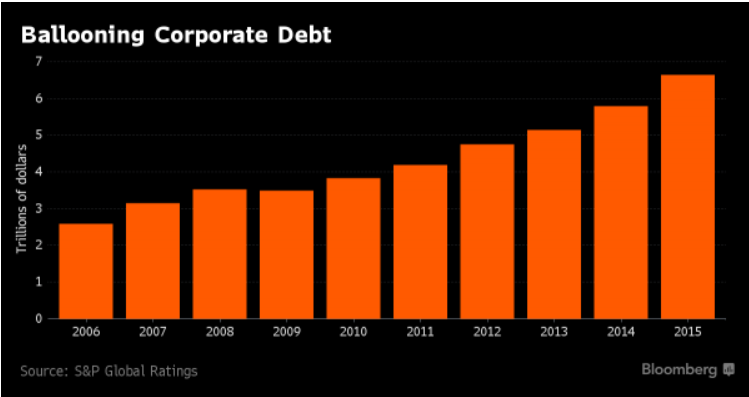 Ballooning Corporate Debt
7
6
5
4
3
2
1
0
Trillions of dollars
2006 2007 2008 2009 2010 2011 2012 2013 2014 2015
Source: S&P Global Ratings
Bloomberg